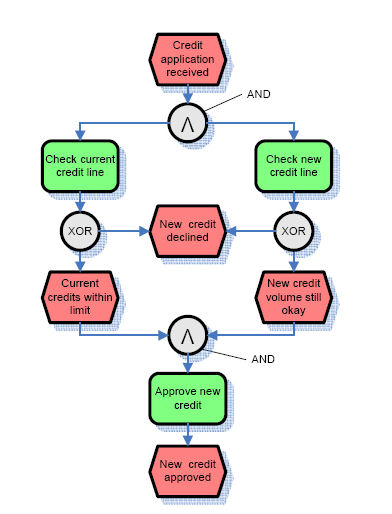 Credit
application
received
AND
⋀
Check current
credit line
Check new
credit line
XOR
New credit
declined
XOR
Current
credits within
limit
New credit
volume still
okay
⋀
AND
Approve new
credit
New credit
approved